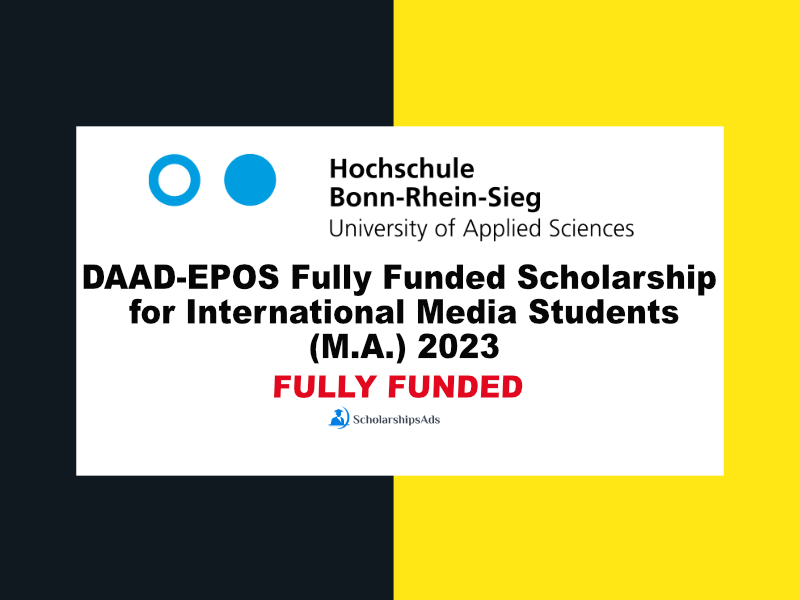 Hochschule
Bonn-Rhein-Sieg
University of Applied Sciences
DAAD-EPOS Fully Funded Scholarship
for International Media Students
(M.A.) 2023
FULLY FUNDED
ScholarshipsAds